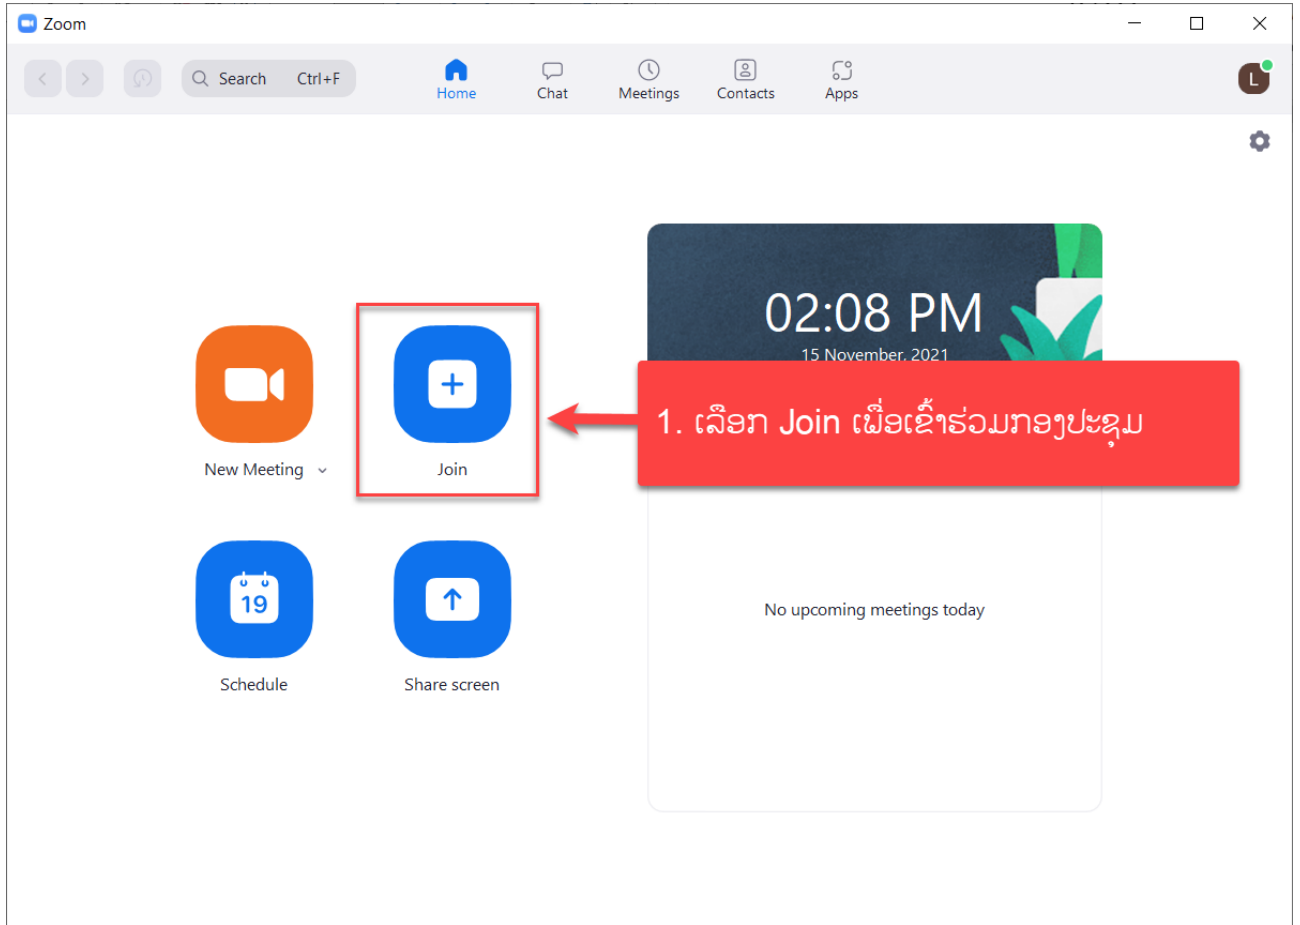 Zoom
Search Ctrl+F
Home
Chat
Meetings
Contacts
Apps
L
02:08 PM
15 November, 2021
1. ເລືອກ Join ເພື່ອເຂົ້າຮ່ວມກອງປະຊຸມ
New Meeting
Join
19
Schedule
Share screen
No upcoming meetings today